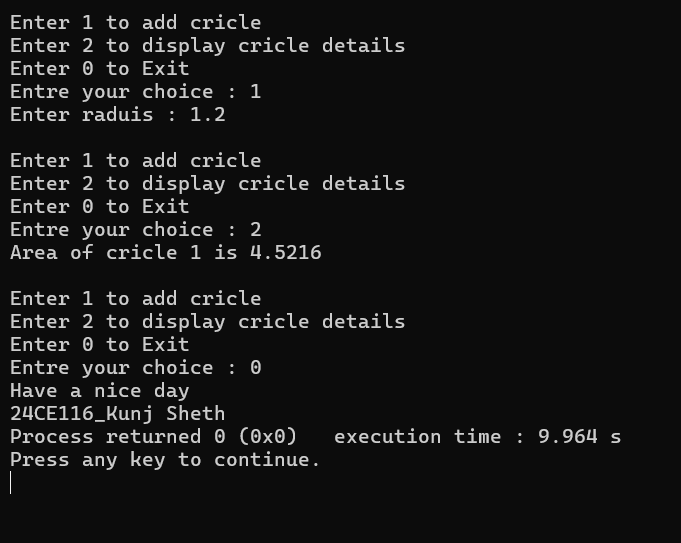 Enter 1 to add cricle
Enter 2 to display cricle details
Enter 0 to Exit
Entre your choice : 1
Enter raduis : 1.2

Enter 1 to add cricle
Enter 2 to display cricle details
Enter 0 to Exit
Entre your choice : 2
Area of cricle 1 is 4.5216

Enter 1 to add cricle
Enter 2 to display cricle details
Enter 0 to Exit
Entre your choice : 0
Have a nice day
24CE116_Kunj Sheth
Process returned 0 (0x0)   execution time : 9.964 s
Press any key to continue.